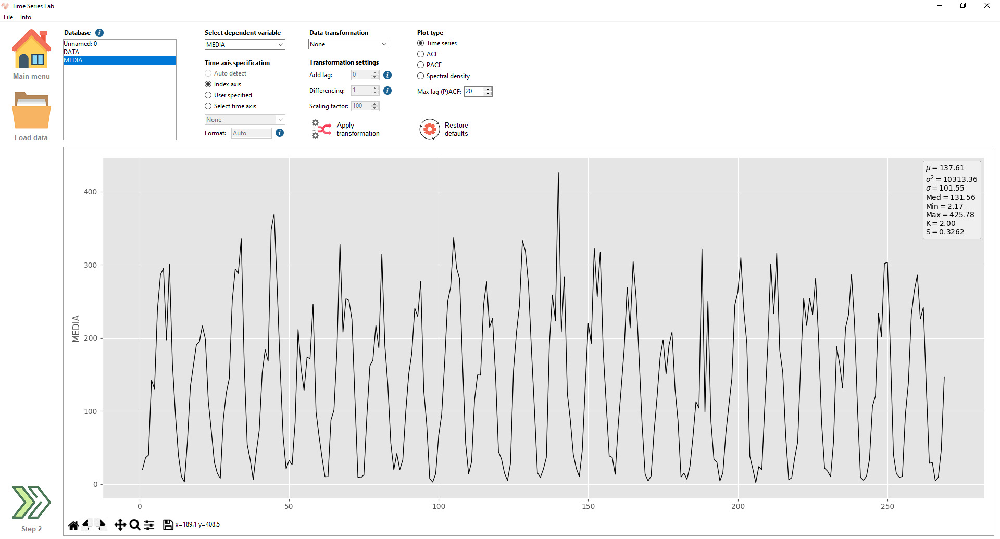 Time Series Lab
File Info
Main menu
Load data
Database
Unnamed: 0
DATA
MEDIA
Select dependent variable
MEDIA
Time axis specification
Auto detect
Index axis
User specified
Select time axis
None
Format: Auto
Data transformation
None
Transformation settings
Add lag: 0
Differencing: 1
Scaling factor: 100
Apply
transformation
Plot type
Time series
ACF
PACF
Spectral density
Max lag (P)ACF: 20
Restore
defaults
μ = 137.61
σ² = 10313.36
σ = 101.55
Med = 131.56
Min = 2.17
Max = 425.78
K = 2.00
S = 0.3262
MEDIA
400
300
200
100
0
0 50 100 150 200 250
x=189.1 y=408.5
Step 2